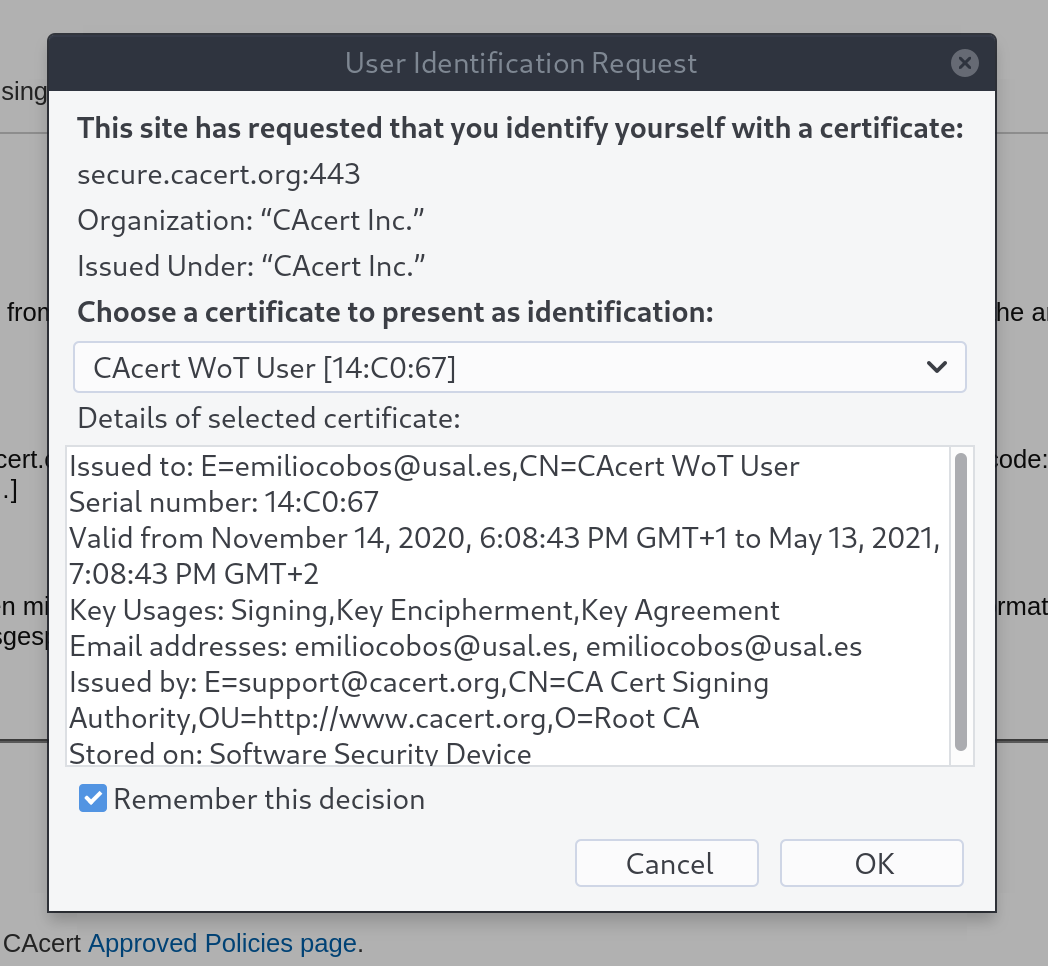 User Identification Request
sing
This site has requested that you identify yourself with a certificate:
secure.cacert.org:443
Organization: “CAcert Inc.”
Issued Under: “CAcert Inc.”
from
he a
Choose a certificate to present as identification:
CAcert WoT User [14:C0:67]
Details of selected certificate:
cert.
ode:
.]
Issued to: E=emiliocobos@usal.es,CN=CAcert WoT User
Serial number: 14:C0:67
Valid from November 14, 2020, 6:08:43 PM GMT+1 to May 13, 2021,
7:08:43 PM GMT+2
Key Usages: Signing,Key Encipherment,Key Agreement
Email addresses: emiliocobos@usal.es, emiliocobos@usal.es
Issued by: E=support@cacert.org,CN=CA Cert Signing
Authority,OU=http://www.cacert.org,O=Root CA
Stored on: Software Security Device
n mi
rmat
sgesp
Remember this decision
Cancel OK
CAcert Approved Policies page.